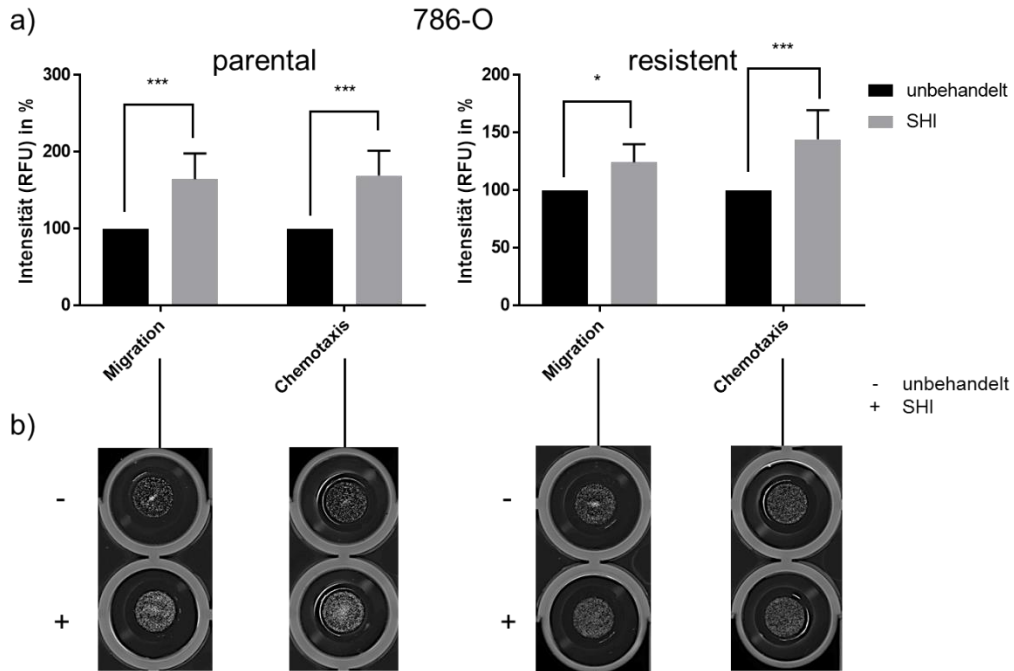 a)
786-O
parental
resistent
Intensität (RFU) in %
300
200
100
0
***
***
Migration
Chemotaxis
Intensität (RFU) in %
200
150
100
50
0
*
***
Migration
Chemotaxis
unbehandelt
SHI
- unbehandelt
+ SHI
b)
-
+
-
+